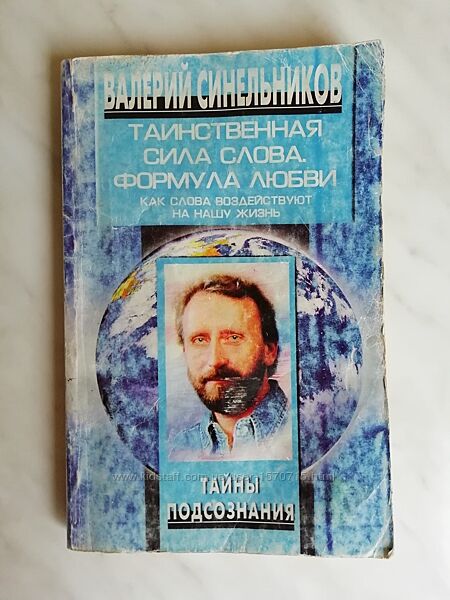 ВАЛЕРИЙ СИНЕЛЬНИКОВ
ТАИНСТВЕННАЯ
СИЛА СЛОВА.
ФОРМУЛА ЛЮБВИ
КАК СЛОВА ВОЗДЕЙСТВУЮТ
НА НАШУ ЖИЗНЬ
ТАЙНЫ
ПОДСОЗНАНИЯ